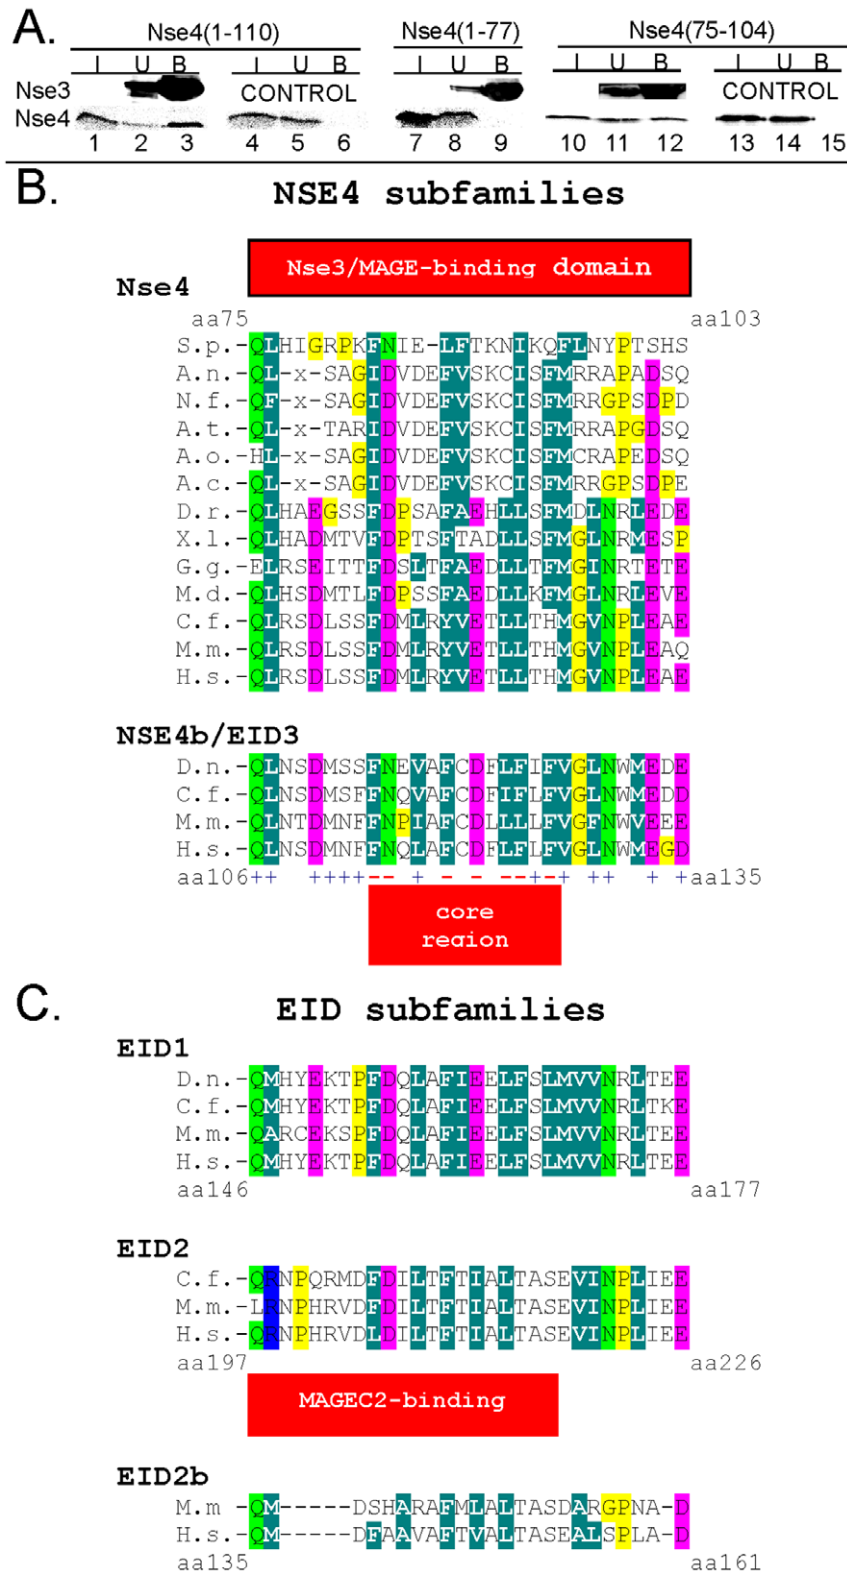 A.
Nse4(1-110) Nse4(1-77) Nse4(75-104)
I U B I U B I U B I U B I U B
Nse3 CONTROL CONTROL
Nse4
1 2 3 4 5 6 7 8 9 10 11 12 13 14 15
B. NSE4 subfamilies
Nse3/MAGE-binding domain
Nse4
aa75 aa103
S.p.-QLHIGRPKFNIE-LFTKNIKQFLNYPTSHS
A.n.-QL-x-SAGIDVDEFVSKCISFMRRAPADSQ
N.f.-QF-x-SAGIDVDEFVSKCISFMRRGPSDPD
A.t.-QL-x-TARIDVDEFVSKCISFMRRAPGDSQ
A.o.-HL-x-SAGIDVDEFVSKCISFMCRAPEDSQ
A.c.-QL-x-SAGIDVDEFVSKCISFMRRGPSDPE
D.r.-QLHAEGSSFDPSAFAEHLLSFMDLNRLEDE
X.l.-QLHADMTVFDPTSFTADLLSFMGLNRMESP
G.g.-ELRSEITTFDSLTFAEDLLTFMGINRTETE
M.d.-QLHSDMTLFDPSSFAEDLLKFMGLNRLEVE
C.f.-QLRSDLSSFDMLRYVETLLTHMGVNPLEAE
M.m.-QLRSDLSSFDMLRYVETLLTHMGVNPLEAQ
H.s.-QLRSDLSSFDMLRYVETLLTHMGVNPLEAE
NSE4b/EID3
D.n.-QLNSDMSSFNEVAFCDFLFIFVGLNWMEDE
C.f.-QLNSDMSFFNQVAFCDFIFLFVGLNWMEDD
M.m.-QLNTDMNFFNPIAFCDLLLLFVGFNWVEEE
H.s.-QLNSDMNFFNQLAFCDFLFLFVGLNWMEGD
aa106++ ++++-- + - - --+-+ ++ + +aa135
core
region
C. EID subfamilies
EID1
D.n.-QMHYEKTPFDQLAFIEELFSLMVVNRLTEE
C.f.-QMHYEKTPFDQLAFIEELFSLMVVNRLTKE
M.m.-QARCEKSPFDQLAFIEELFSLMVVNRLTEE
H.s.-QMHYEKTPFDQLAFIEELFSLMVVNRLTEE
aa146 aa177
EID2
C.f.-QRNPQRMDFDILTFTIALTASEVINPLIEE
M.m.-LRNPHRVDFDILTFTIALTASEVINPLIEE
H.s.-QRNPHRVDLDILTFTIALTASEVINPLIEE
aa197 aa226
MAGEC2-binding
EID2b
M.m -QM-----DSHARAFMLALTASDARGPNA-D
H.s.-QM-----DFAAVAFTVALTASEALSPLA-D
aa135 aa161